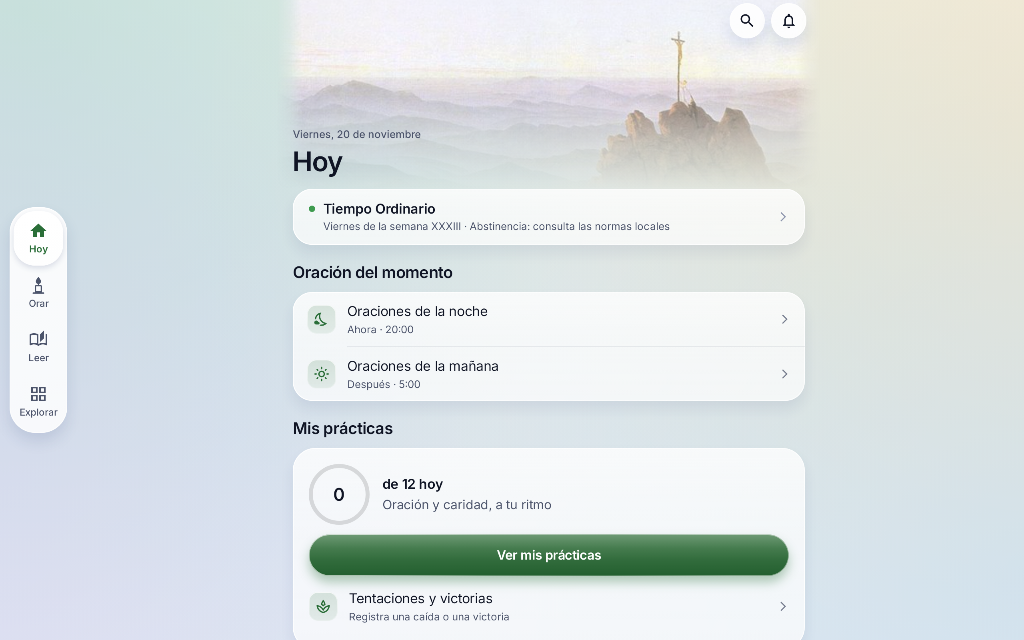 Viernes, 20 de noviembre
Hoy
Tiempo Ordinario
Viernes de la semana XXXIII · Abstinencia: consulta las normas locales
Hoy
Orar
Leer
Explorar
Oración del momento
Oraciones de la noche
Ahora · 20:00
Oraciones de la mañana
Después · 5:00
Mis prácticas
0
de 12 hoy
Oración y caridad, a tu ritmo
Ver mis prácticas
Tentaciones y victorias
Registra una caída o una victoria